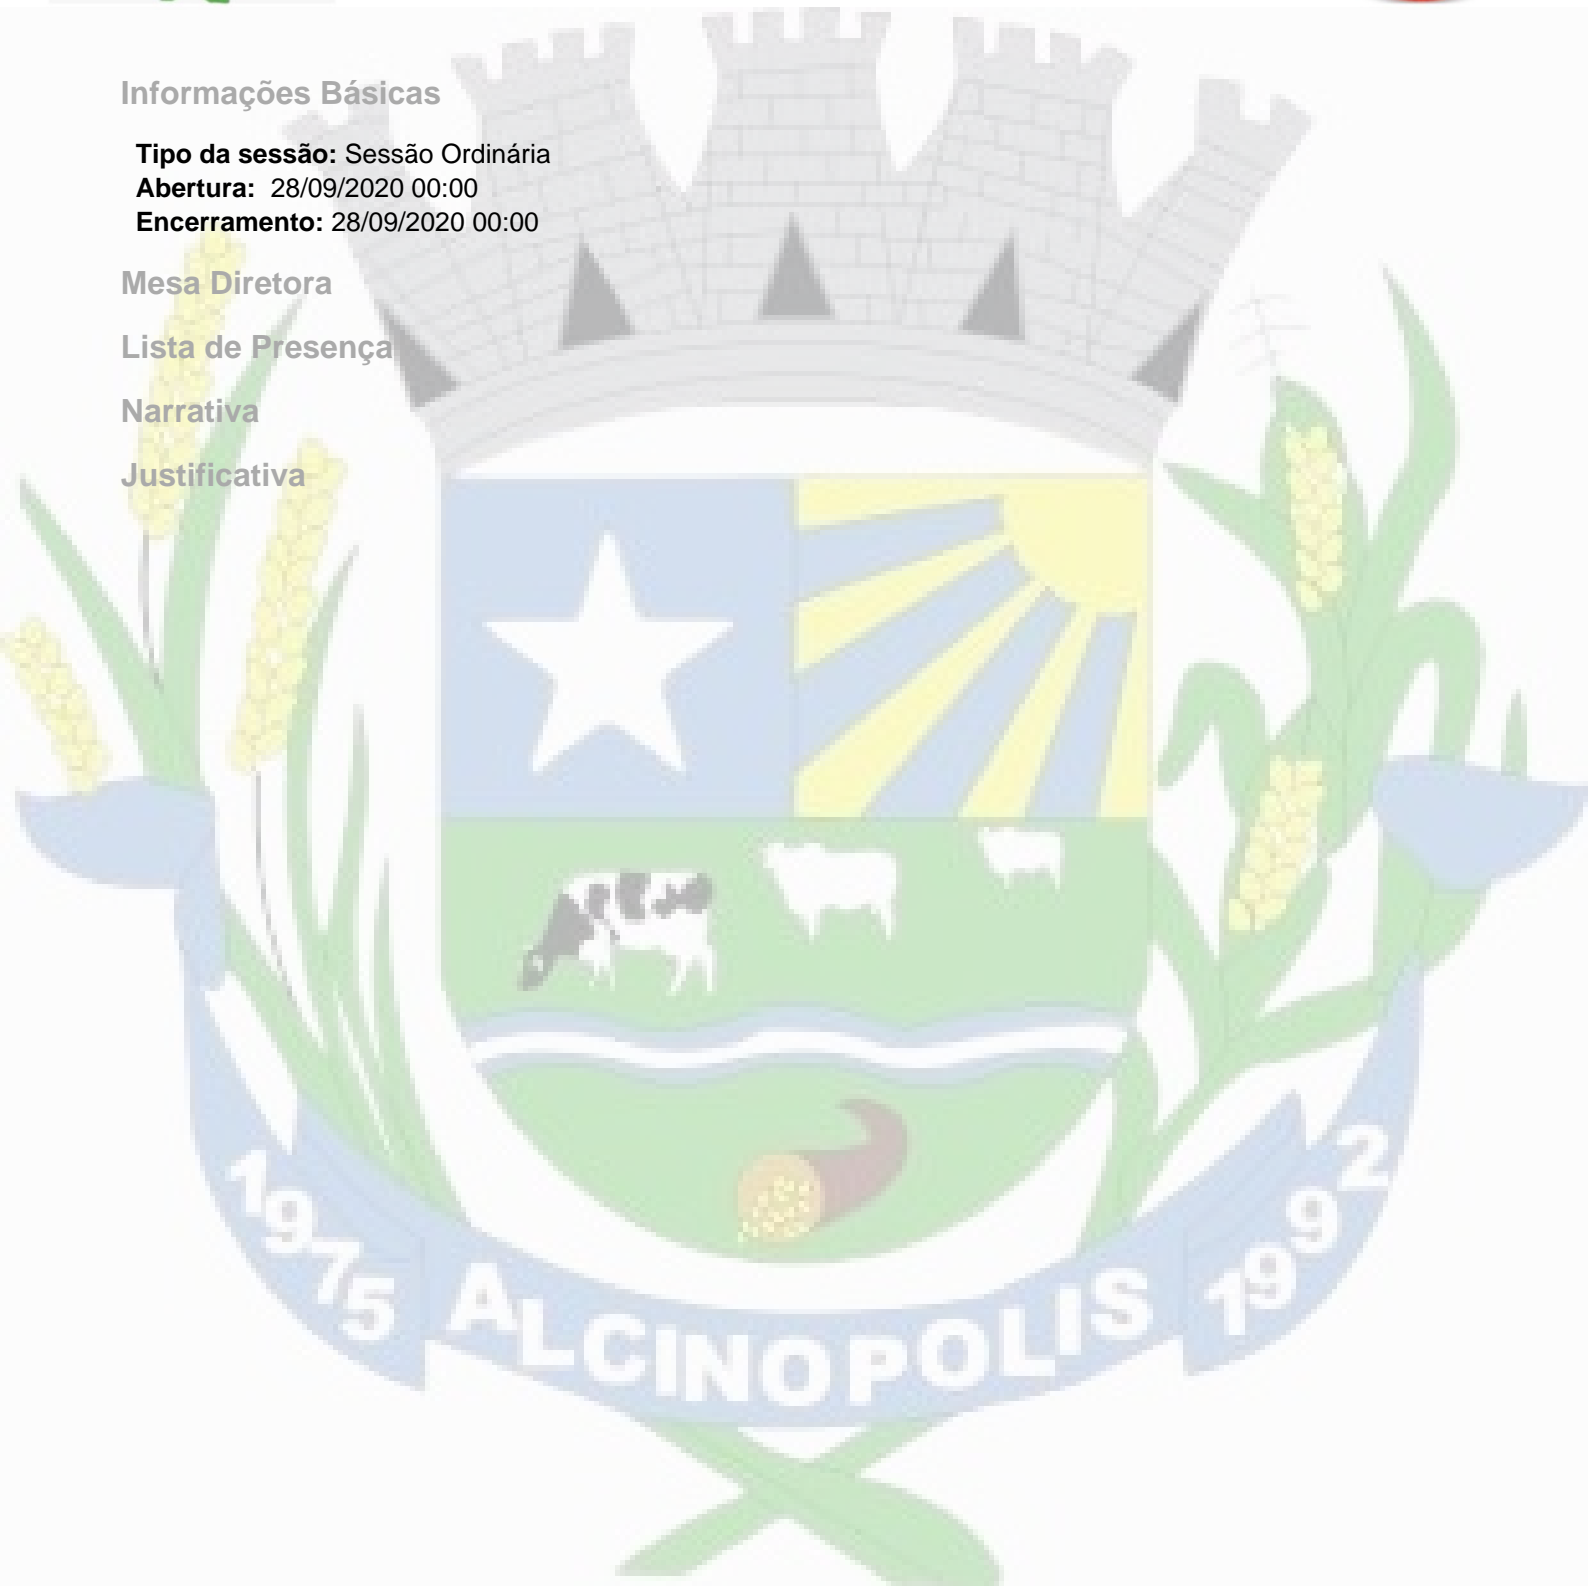 Informações Básicas
Tipo da sessão: Sessão Ordinária
Abertura: 28/09/2020 00:00
Encerramento: 28/09/2020 00:00
Mesa Diretora
Lista de Presença
Narrativa
Justificativa
1975 ALCINOPOLIS 1992